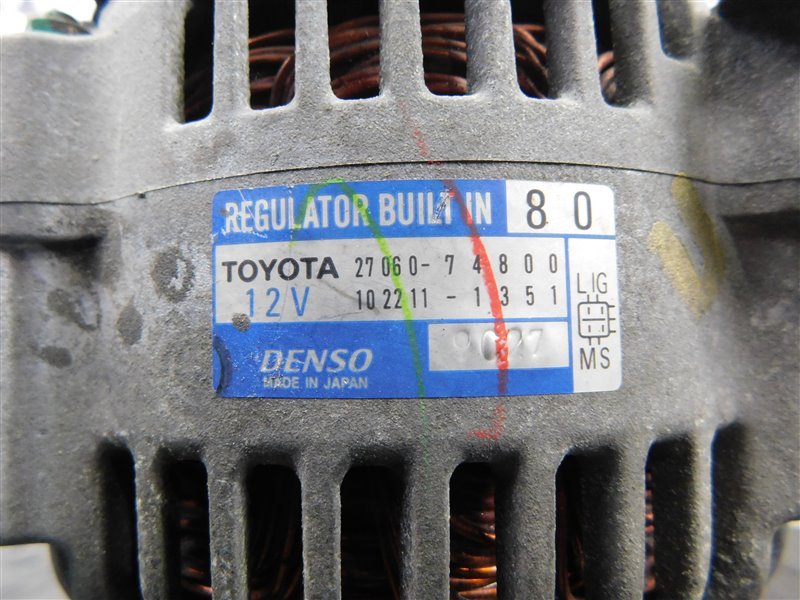 REGULATOR BUILT IN 80
TOYOTA 27060-74800
12V 102211-1351
LIG
MS
DENSO
MADE IN JAPAN